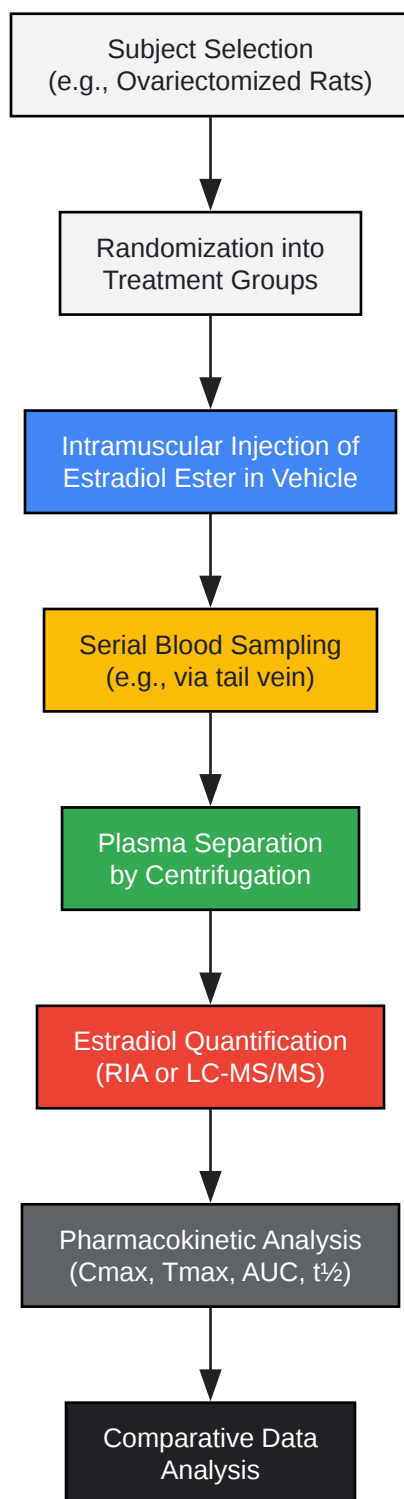 Subject Selection
(e.g., Ovariectomized Rats)
Randomization into
Treatment Groups
Intramuscular Injection of
Estradiol Ester in Vehicle
Serial Blood Sampling
(e.g., via tail vein)
Plasma Separation
by Centrifugation
Estradiol Quantification
(RIA or LC-MS/MS)
Pharmacokinetic Analysis
(Cmax, Tmax, AUC, t½)
Comparative Data
Analysis